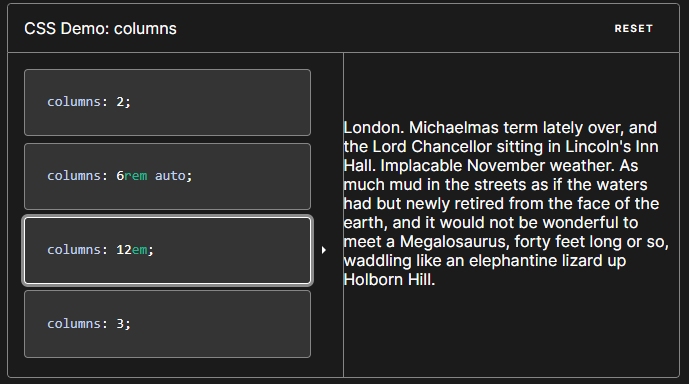 CSS Demo: columns
RESET
columns: 2;
columns: 6rem auto;
columns: 12em;
columns: 3;
London. Michaelmas term lately over, and
the Lord Chancellor sitting in Lincoln's Inn
Hall. Implacable November weather. As
much mud in the streets as if the waters
had but newly retired from the face of the
earth, and it would not be wonderful to
meet a Megalosaurus, forty feet long or so,
waddling like an elephantine lizard up
Holborn Hill.